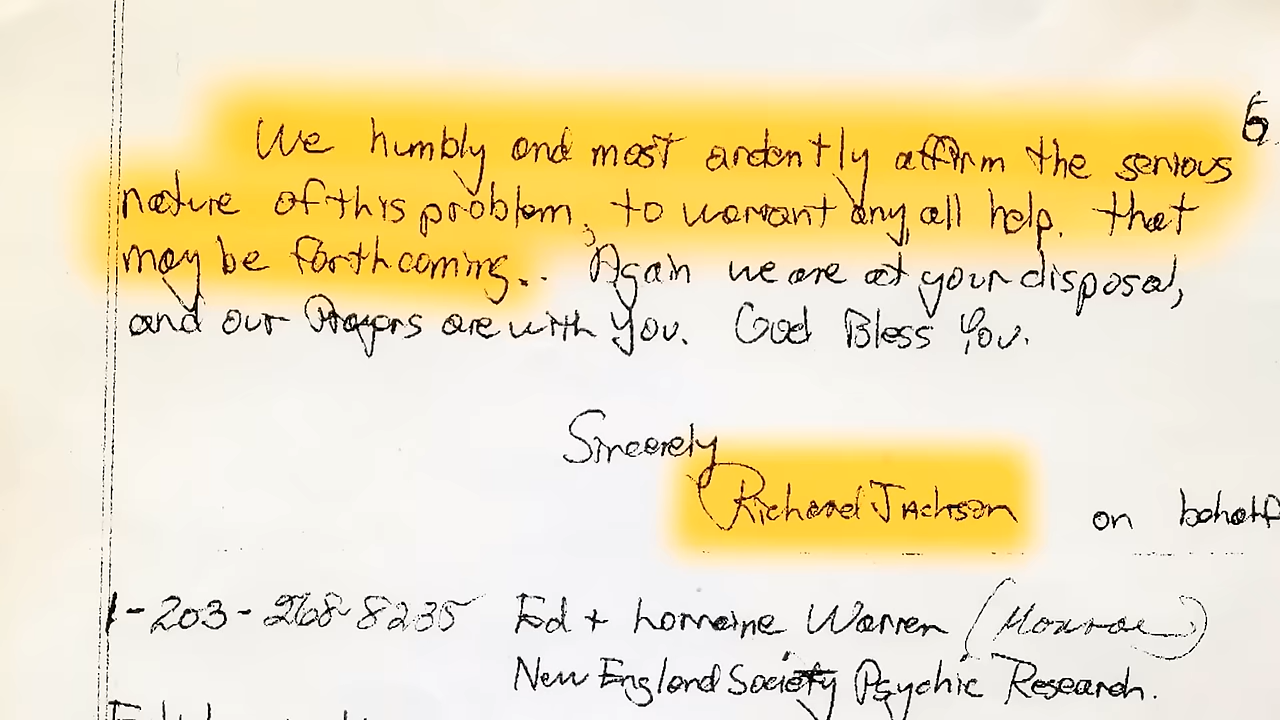 6
We humbly and most ardently affirm the serious
nature of this problem, to warrant any, all help. that
may be forthcoming.. Again we are at your disposal,
and our Prayers are with You. God Bless You.
Sincerely
Richard Jackson on behalf
1-203-268-8235 Ed + Lorraine Warren (Monroe)
New England Society Psychic Research.